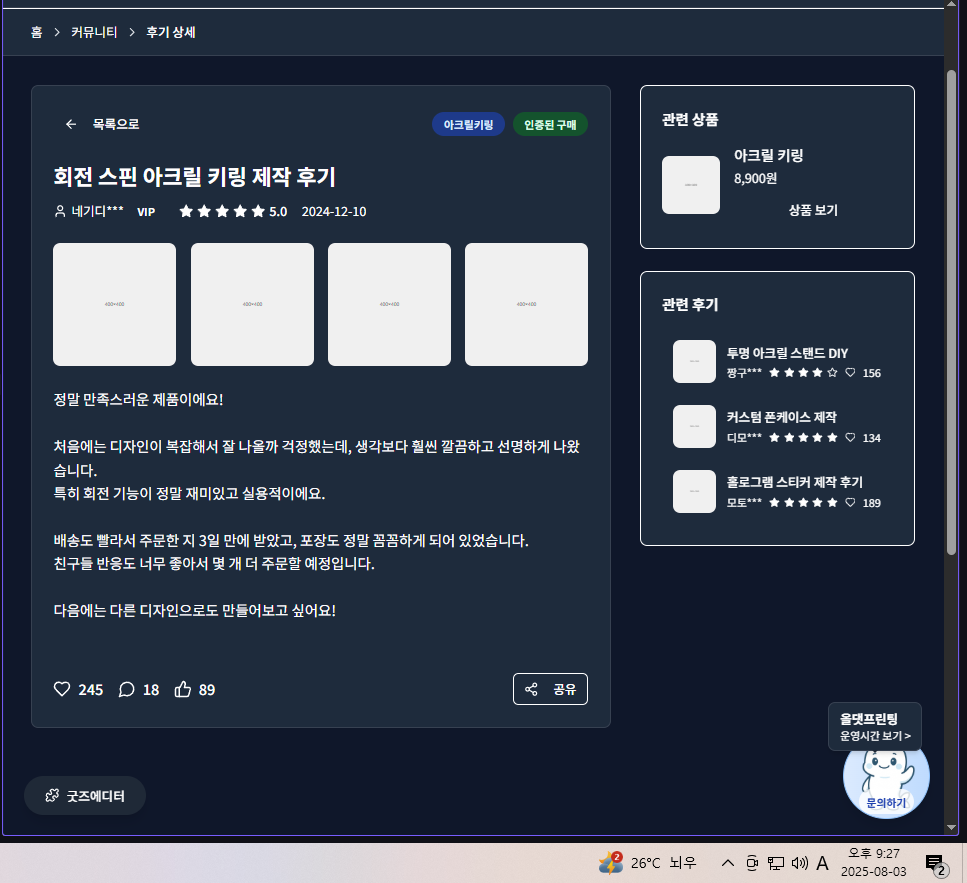 홈 > 커뮤니티 > 후기 상세
← 목록으로
아크릴키링
인증된 구매
회전 스핀 아크릴 키링 제작 후기
네기디*** VIP ★★★★★ 5.0 2024-12-10
400×400
400×400
400×400
400×400
정말 만족스러운 제품이에요!
처음에는 디자인이 복잡해서 잘 나올까 걱정했는데, 생각보다 훨씬 깔끔하고 선명하게 나왔
습니다.
특히 회전 기능이 정말 재미있고 실용적이에요.
배송도 빨라서 주문한 지 3일 만에 받았고, 포장도 정말 꼼꼼하게 되어 있었습니다.
친구들 반응도 너무 좋아서 몇 개 더 주문할 예정입니다.
다음에는 다른 디자인으로도 만들어보고 싶어요!
245 18 89
공유
관련 상품
아크릴 키링
8,900원
상품 보기
관련 후기
투명 아크릴 스탠드 DIY
짱구*** ★★★★☆ ♡ 156
커스텀 폰케이스 제작
디모*** ★★★★★ ♡ 134
홀로그램 스티커 제작 후기
모토*** ★★★★★ ♡ 189
올댓프린팅
운영시간 보기 >
문의하기
굿즈에디터
2
26°C 뇌우
A
오후 9:27
2025-08-03
2